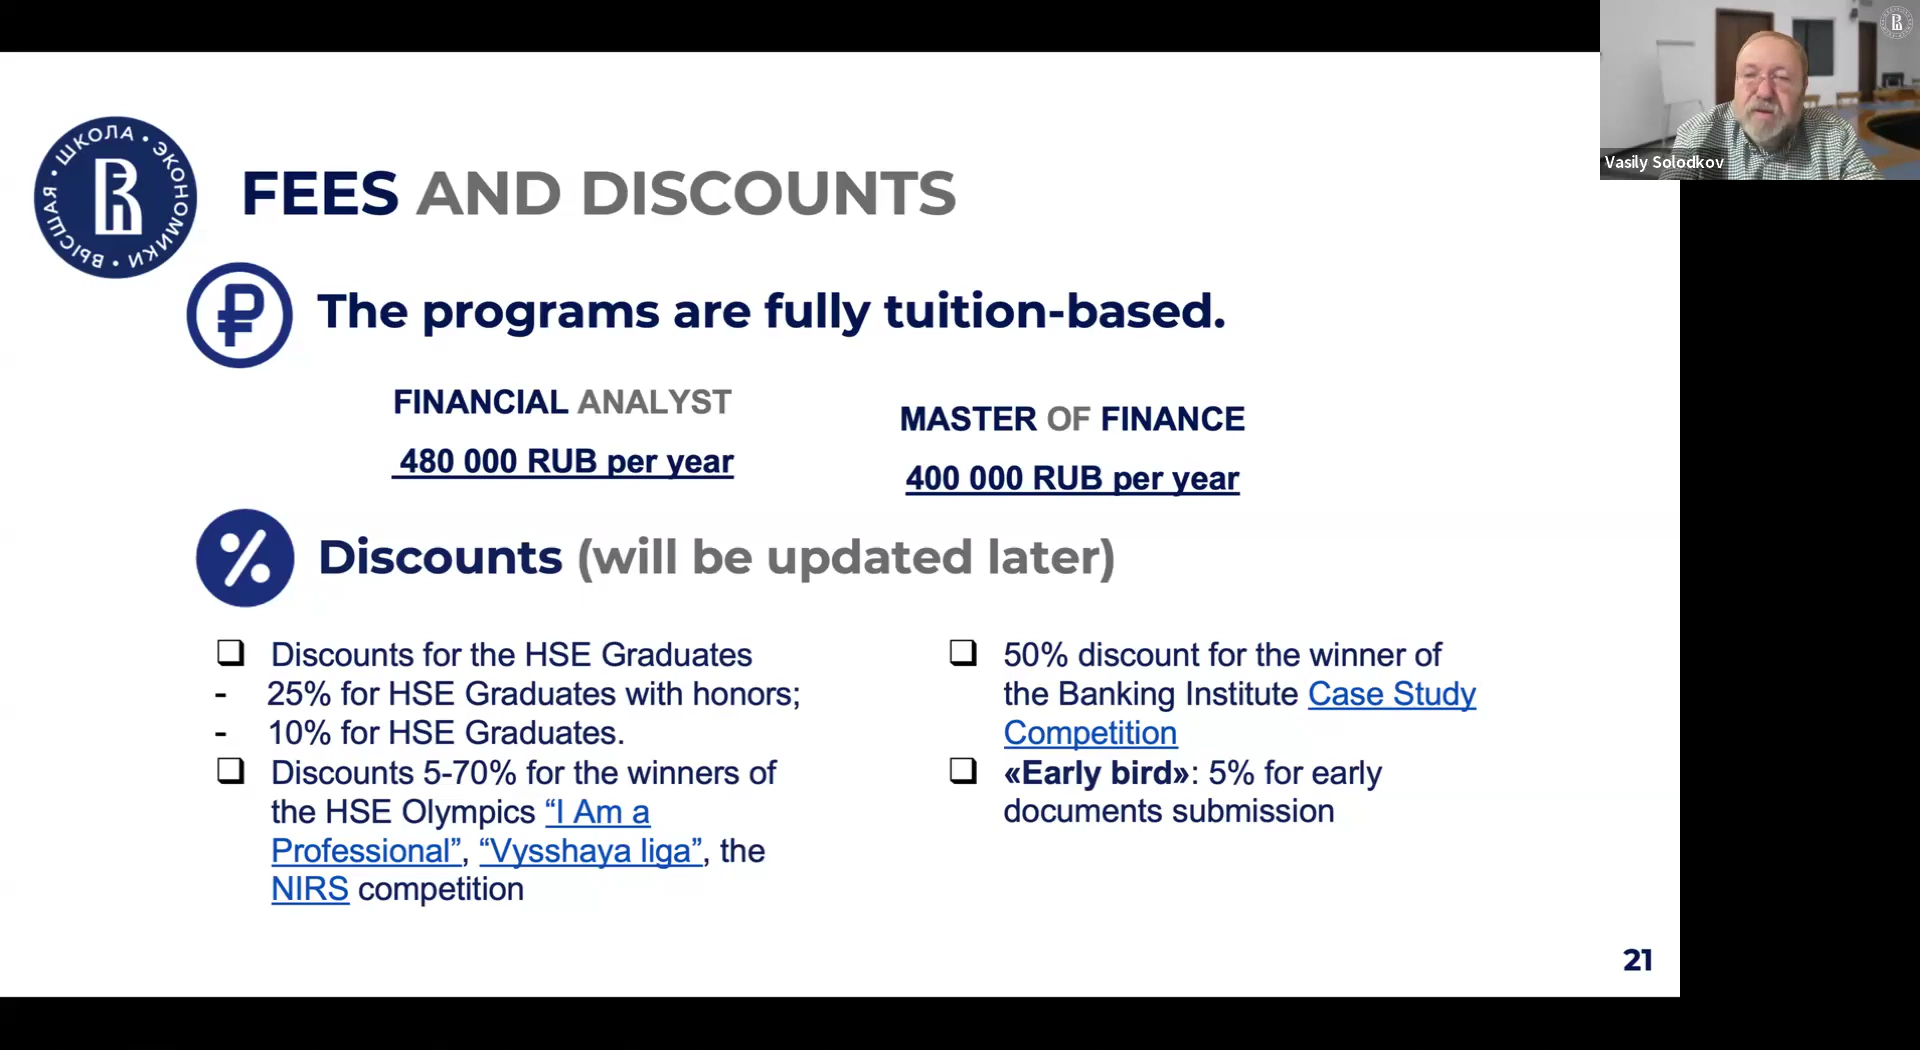 ВЫСШАЯ • ШКОЛА • ЭКОНОМИКИ •
FEES AND DISCOUNTS
The programs are fully tuition-based.
FINANCIAL ANALYST
480 000 RUB per year
MASTER OF FINANCE
400 000 RUB per year
Discounts (will be updated later)
Discounts for the HSE Graduates
- 25% for HSE Graduates with honors;
- 10% for HSE Graduates.
Discounts 5-70% for the winners of
the HSE Olympics “I Am a
Professional”, “Vysshaya liga”, the
NIRS competition
50% discount for the winner of
the Banking Institute Case Study
Competition
«Early bird»: 5% for early
documents submission
21
Vasily Solodkov